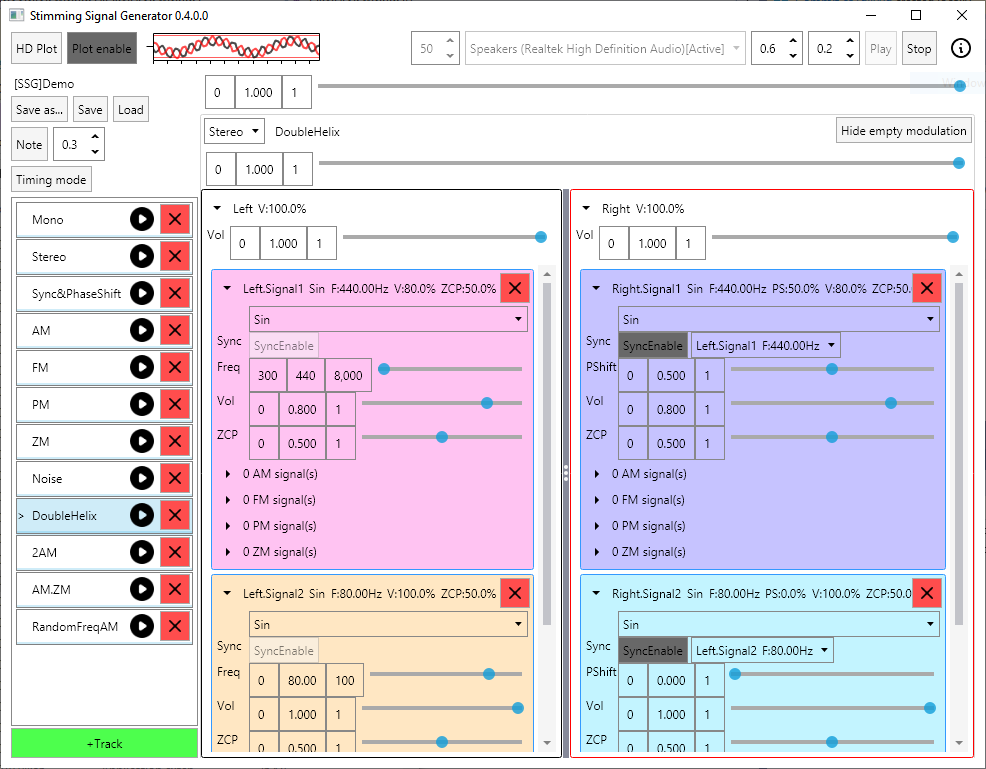 Stimming Signal Generator 0.4.0.0
HD Plot Plot enable 50 Speakers (Realtek High Definition Audio)[Active] 0.6 0.2 Play Stop
[SSG]Demo
0 1.000 1
Save as... Save Load
Stereo DoubleHelix Hide empty modulation
Note 0.3
0 1.000 1
Timing mode
Mono
Stereo
Sync&PhaseShift
AM
FM
PM
ZM
Noise
> DoubleHelix
2AM
AM.ZM
RandomFreqAM
+Track
Left V:100.0%
Vol 0 1.000 1
Left.Signal1 Sin F:440.00Hz V:80.0% ZCP:50.0%
Sin
Sync SyncEnable
Freq 300 440 8,000
Vol 0 0.800 1
ZCP 0 0.500 1
0 AM signal(s)
0 FM signal(s)
0 PM signal(s)
0 ZM signal(s)
Left.Signal2 Sin F:80.00Hz V:100.0% ZCP:50.0%
Sin
Sync SyncEnable
Freq 0 80.00 100
Vol 0 1.000 1
ZCP 0 0.500 1
Right V:100.0%
Vol 0 1.000 1
Right.Signal1 Sin F:440.00Hz PS:50.0% V:80.0% ZCP:50.
Sin
Sync SyncEnable Left.Signal1 F:440.00Hz
PShift 0 0.500 1
Vol 0 0.800 1
ZCP 0 0.500 1
0 AM signal(s)
0 FM signal(s)
0 PM signal(s)
0 ZM signal(s)
Right.Signal2 Sin F:80.00Hz PS:0.0% V:100.0% ZCP:50.
Sin
Sync SyncEnable Left.Signal2 F:80.00Hz
PShift 0 0.000 1
Vol 0 1.000 1
ZCP 0 0.500 1